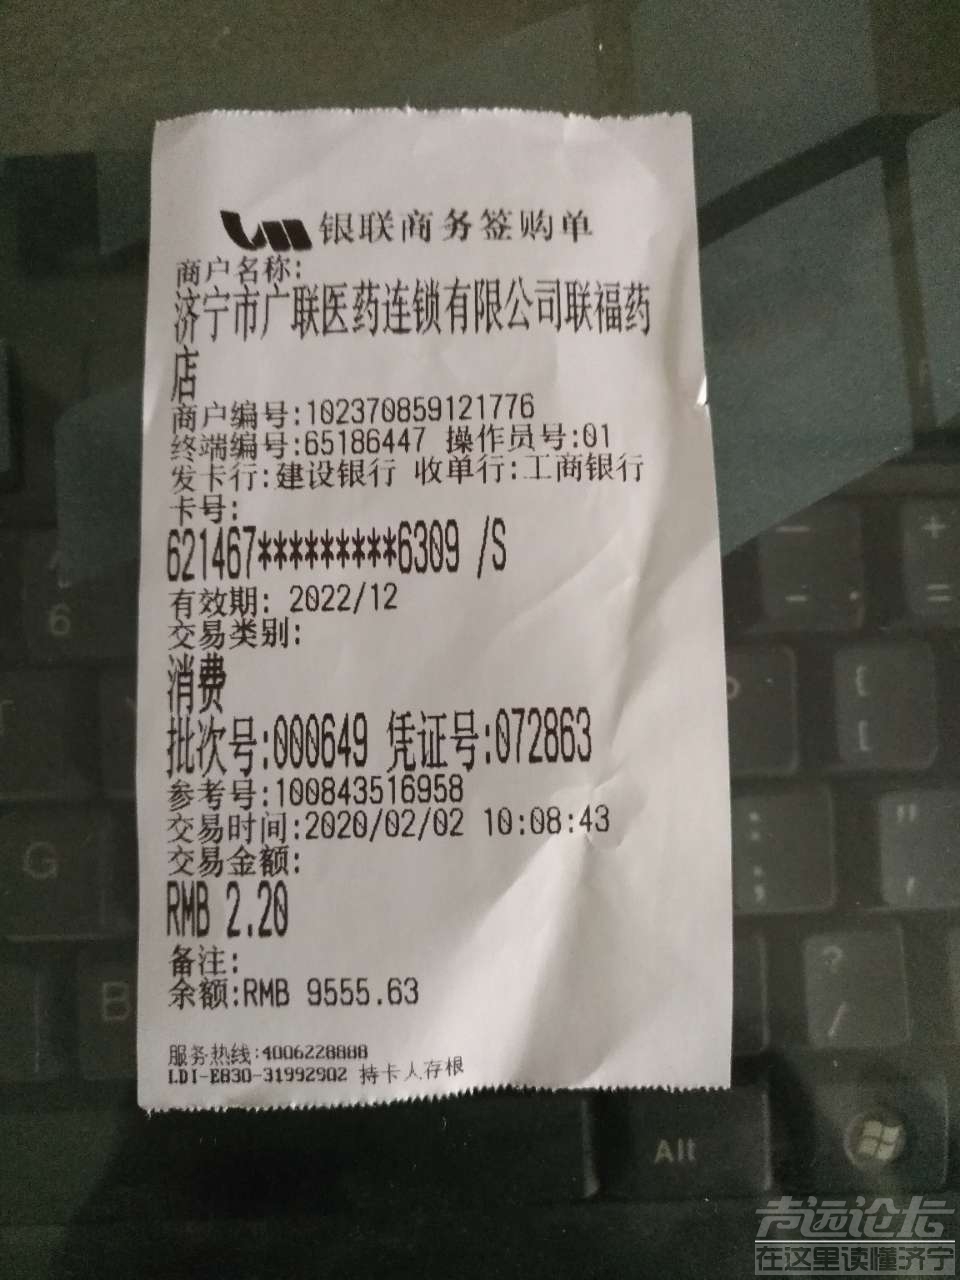 银联商务签购单
商户名称:
济宁市广联医药连锁有限公司联福药
店
商户编号:102370859121776
终端编号:65186447 操作员号:01
发卡行:建设银行 收单行:工商银行
卡号:
621467*********6309 /S
有效期: 2022/12
交易类别:
消费
批次号:000649 凭证号:072863
参考号:100843516958
交易时间:2020/02/02 10:08:43
交易金额:
RMB 2.20
备注:
余额:RMB 9555.63
服务热线:4006228888
LDI-E830-31992902 持卡人存根
6
G
B
Alt
声远论坛
在这里读懂济宁